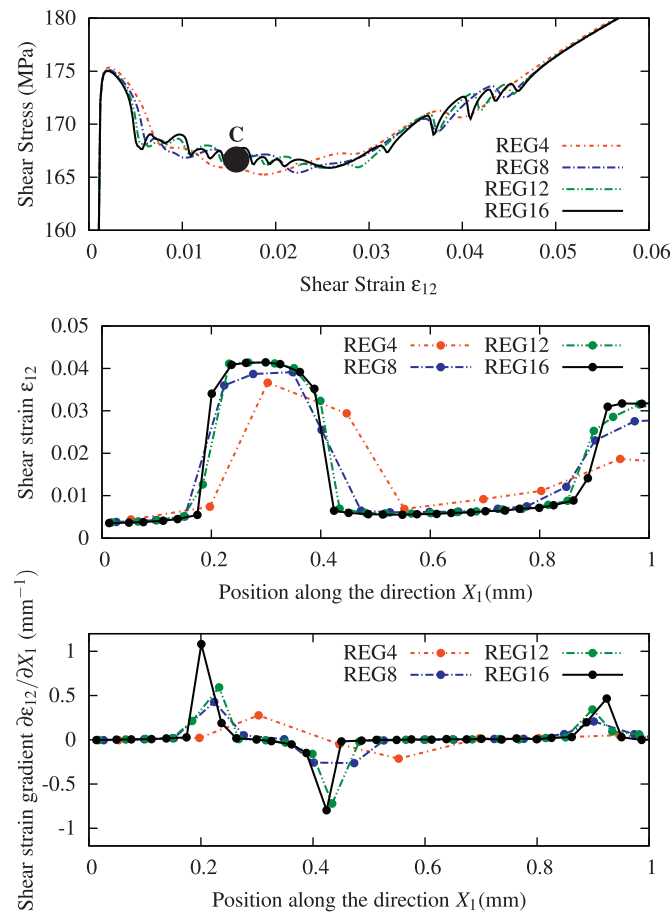 180
175
170
165
160
Shear Stress (MPa)
C
REG4
REG8
REG12
REG16
0 0.01 0.02 0.03 0.04 0.05 0.06
Shear Strain ε12
0.05
0.04
0.03
0.02
0.01
0
Shear strain ε12
REG4 REG12
REG8 REG16
0 0.2 0.4 0.6 0.8 1
Position along the direction X1(mm)
1
0.5
0
-0.5
-1
Shear strain gradient ∂ε12/∂X1 (mm−1)
REG4 REG12
REG8 REG16
0 0.2 0.4 0.6 0.8 1
Position along the direction X1(mm)